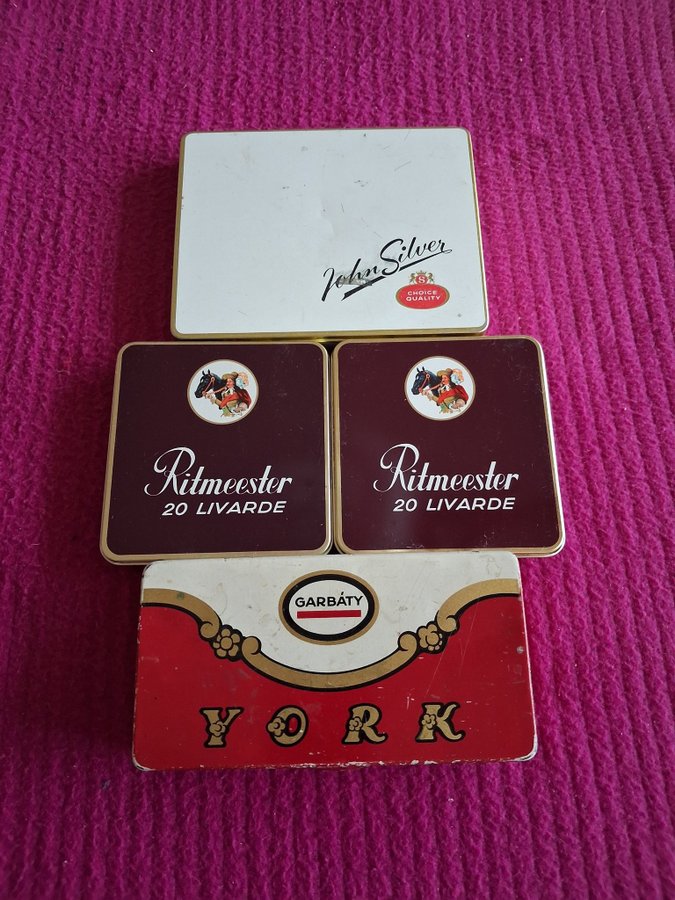 John Silver
S
CHOICE
QUALITY
Ritmeester
20 LIVARDE
Ritmeester
20 LIVARDE
GARBÁTY
YORK